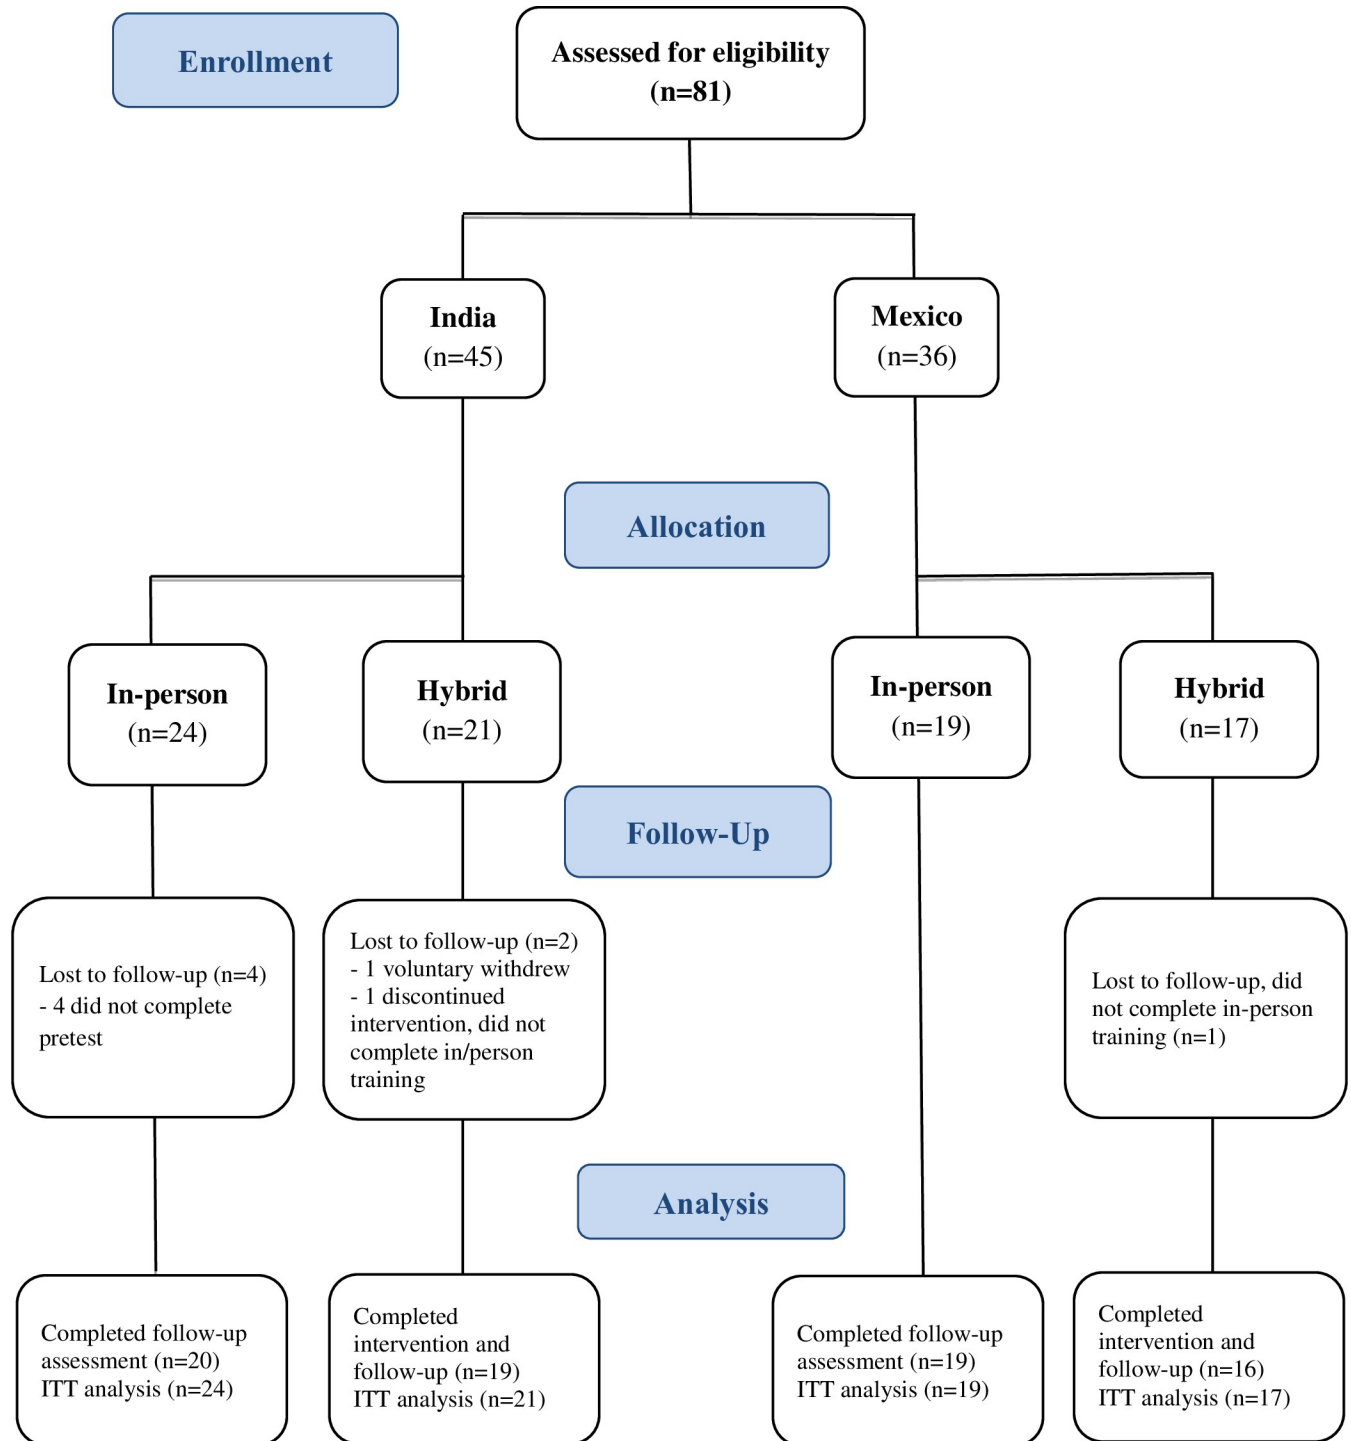 Enrollment
Assessed for eligibility
(n=81)
India
(n=45)
Mexico
(n=36)
Allocation
In-person
(n=24)
Hybrid
(n=21)
In-person
(n=19)
Hybrid
(n=17)
Follow-Up
Lost to follow-up (n=4)
- 4 did not complete
pretest
Lost to follow-up (n=2)
- 1 voluntary withdrew
- 1 discontinued
intervention, did not
complete in/person
training
Lost to follow-up, did
not complete in-person
training (n=1)
Analysis
Completed follow-up
assessment (n=20)
ITT analysis (n=24)
Completed
intervention and
follow-up (n=19)
ITT analysis (n=21)
Completed follow-up
assessment (n=19)
ITT analysis (n=19)
Completed
intervention and
follow-up (n=16)
ITT analysis (n=17)